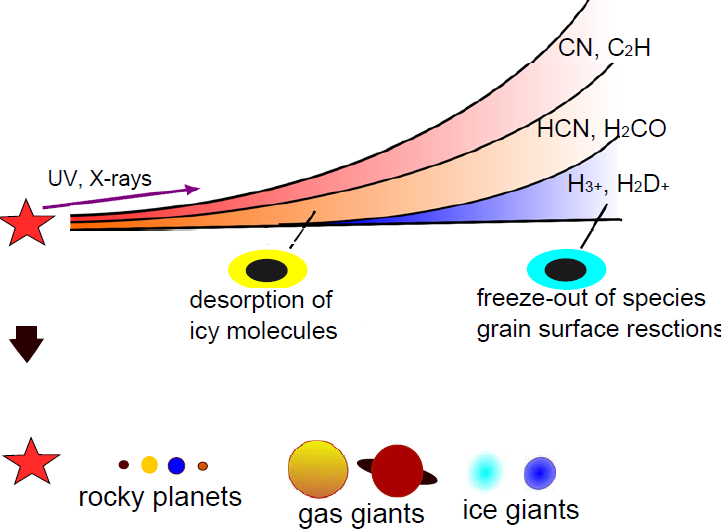 CN, C2H
HCN, H2CO
UV, X-rays
H3+, H2D+
desorption of
icy molecules
freeze-out of species
grain surface resctions
rocky planets
gas giants
ice giants